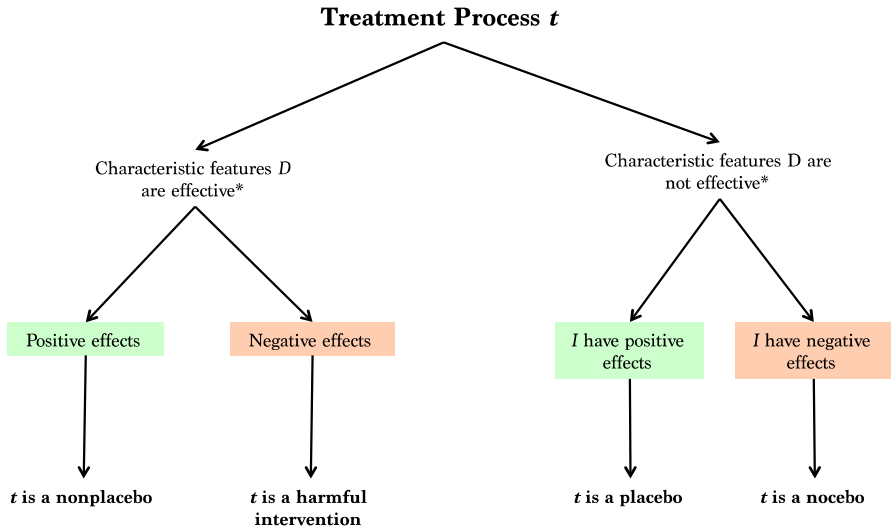 Treatment Process t
Characteristic features D
are effective*
Characteristic features D are
not effective*
Positive effects
Negative effects
I have positive
effects
I have negative
effects
t is a nonplacebo
t is a harmful
intervention
t is a placebo
t is a nocebo